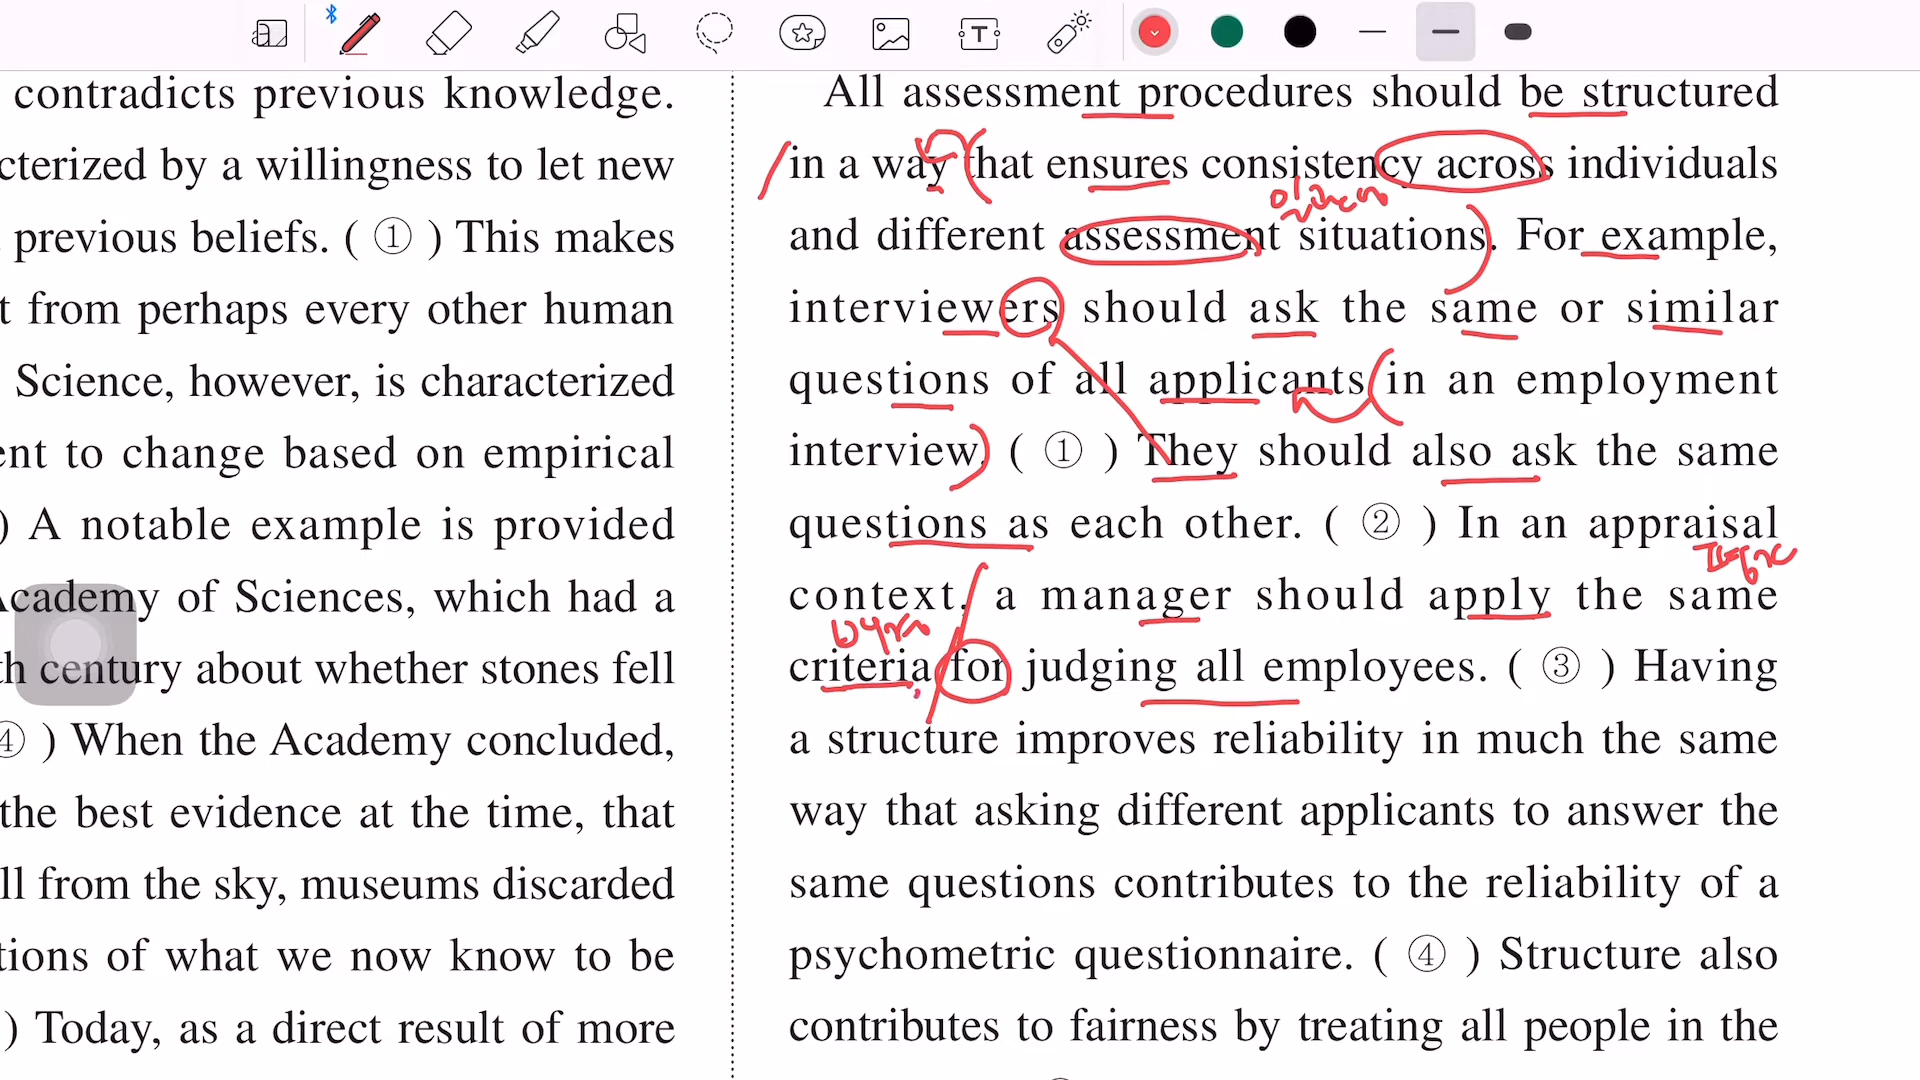 contradicts previous knowledge.
cterized by a willingness to let new
previous beliefs. ( ① ) This makes
t from perhaps every other human
Science, however, is characterized
ent to change based on empirical
) A notable example is provided
Academy of Sciences, which had a
th century about whether stones fell
④ ) When the Academy concluded,
the best evidence at the time, that
ll from the sky, museums discarded
tions of what we now know to be
) Today, as a direct result of more
All assessment procedures should be structured
in a way that ensures consistency across individuals
and different assessment situations. For example,
interviewers should ask the same or similar
questions of all applicants in an employment
interview. ( ① ) They should also ask the same
questions as each other. ( ② ) In an appraisal
context, a manager should apply the same
criteria for judging all employees. ( ③ ) Having
a structure improves reliability in much the same
way that asking different applicants to answer the
same questions contributes to the reliability of a
psychometric questionnaire. ( ④ ) Structure also
contributes to fairness by treating all people in the